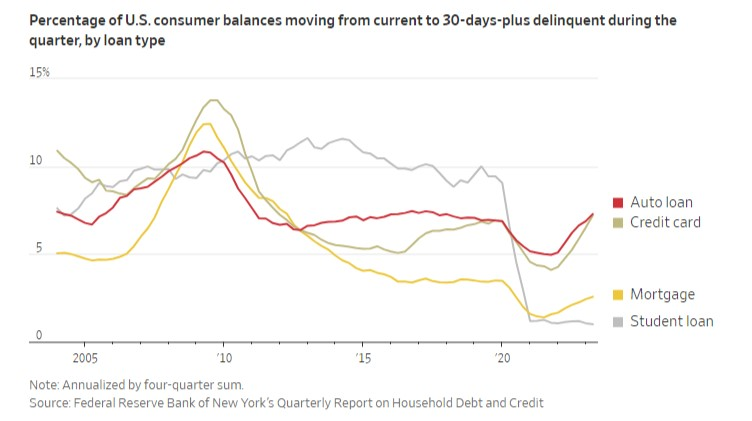 Percentage of U.S. consumer balances moving from current to 30-days-plus delinquent during the
quarter, by loan type
15%
10
5
0
2005 '10 '15 '20
Auto loan
Credit card
Mortgage
Student loan
Note: Annualized by four-quarter sum.
Source: Federal Reserve Bank of New York's Quarterly Report on Household Debt and Credit